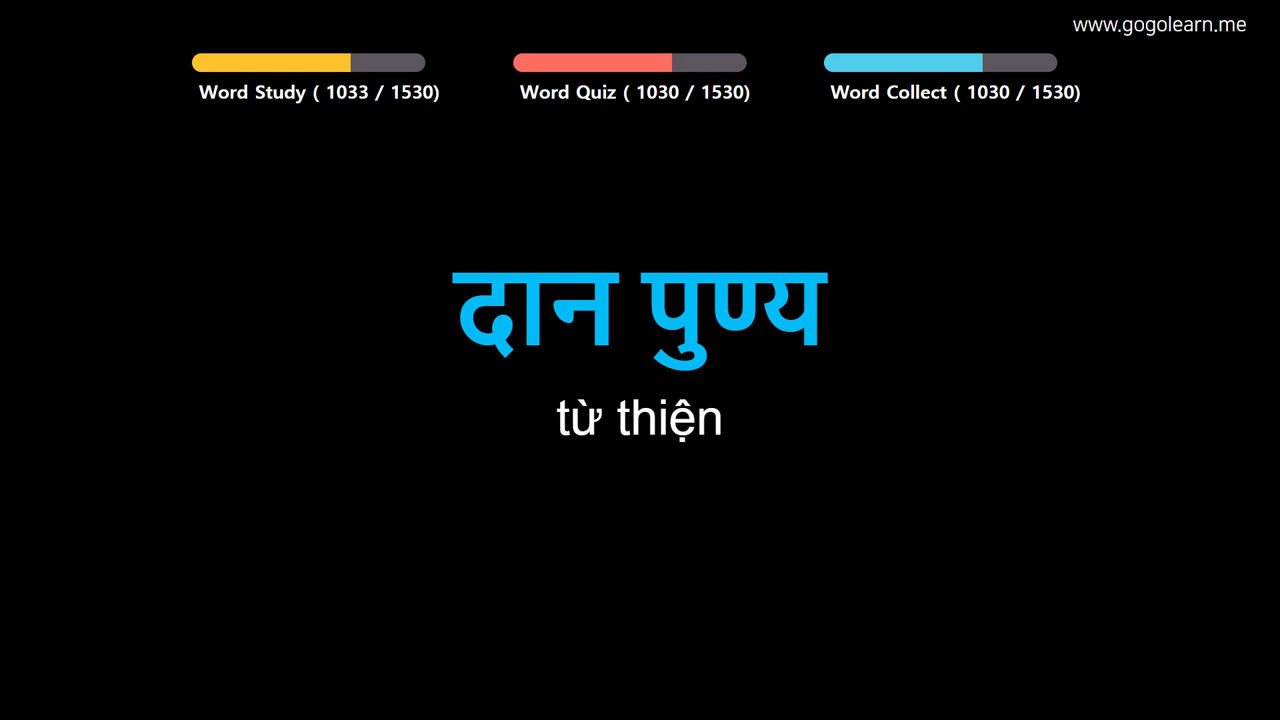 www.gogolearn.me
Word Study ( 1033 / 1530)
Word Quiz ( 1030 / 1530)
Word Collect ( 1030 / 1530)
दान पुण्य
từ thiện